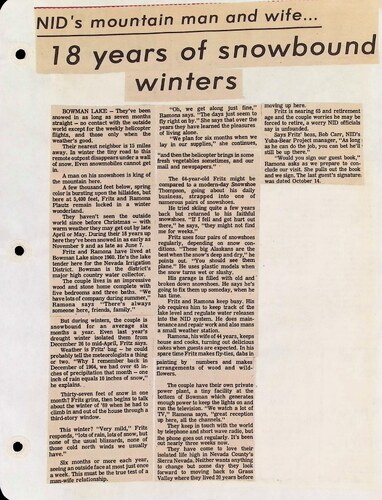 NID's mountain man and wife...
18 years of snowbound
winters
BOWMAN LAKE — They've been
snowed in as long as seven months
straight — no contact with the outside
world except for the weekly helicopter
flights, and those only when the
weather's good.
Their nearest neighbor is 15 miles
away, in winter the tiny road to this
remote outpost disappears under a wall
of snow. Even snowmobiles cannot get
in.
A man on his snowshoes is king of
the mountain here.
A few thousand feet below, spring
color is bursting upon the hillsides, but
here at 5,400 feet, Fritz and Ramona
Plautz remain locked in a winter
wonderland.
They haven't seen the outside
world since before Christmas — with
warm weather they may get out by late
April or May. During their 18 years up
here they've been snowed in as early as
November 9 and as late as June 7.
Fritz and Ramona have lived at
Bowman Lake since 1960. He's the lake
tender here for the Nevada Irrigation
District. Bowman is the district's
major high country water collector.
The couple lives in an impressive
wood and stone home complete with
five bedrooms and three baths. "We
have lots of company during summer,"
Ramona says. "There's always
someone here, friends, family."
But during winters, the couple is
snowbound for an average six
months a year. Even last year's
drought winter isolated them from
December 28 to mid-April, Fritz says.
Weather is Fritz' bag — he could
probably tell the meteorologists a thing
or two. "Why I remember back in
December of 1964, we had over 43 inches
of precipitation that month — one
inch of rain equals 10 inches of snow,"
he explains.
Thirty-seven feet of snow in one
month? Fritz grins, then begins to talk
about the winter of '69 when he had to
climb in and out of the house through a
third-story window.
This winter? "Very mild," Fritz
responds, "lots of rain, lots of snow, but
none of the usual blizzards, none of
those cold north winds we usually
have."
Six months or more each year,
seeing an outside face at most just once
a week. This must be the true test of a
man-wife relationship.
"Oh, we get along just fine,"
Ramona says. "The days just seem to
fly right on by." She says that over the
years they have learned the pleasures
of living alone.
"We plan for six months when we
lay in our supplies," she continues,
"and then the helicopter brings in some
fresh vegetables sometimes, and our
mail and newspapers."
The 64-year-old Fritz might be
compared to a modern-day Snowshoe
Thompson, going about his daily
business, strapped into one of
numerous pairs of snowshoes.
He tried skiing quite a few years
back but returned to his faithful
snowshoes. "If I fell and got hurt out
there," he says, "they might not find
me for weeks."
Fritz uses four pairs of snowshoes
regularly, depending on snow conditions.
"These big Alaskans are the
best when the snow's deep and dry," he
points out. "You should see them
plane." He uses plastic models when
the snow turns wet or slushy.
His garage is filled with old and
broken down snowshoes. He says he's
going to fix them up someday, when he
has time.
Fritz and Ramona keep busy. His
job requires him to keep track of the
lake level and regulate water releases
into the NID system. He does maintenance
and repair work and also mans
a small weather station.
Ramona, his wife of 44 years, keeps
house and cooks, turning out delicious
cakes when guests are expected. In his
spare time Fritz makes fly-ties, dabs in
painting by numbers and makes
arrangements of wood and wildflowers.
The couple have their own private
power plant, a tiny facility at the
bottom of Bowman which generates
enough power to keep the lights on and
run the television. "We watch a lot of
TV," Ramona says, "great reception
up here, all the channels."
They keep in touch with the world
by telephone and short wave radio, but
the phone goes out regularly. It's been
out nearly three weeks now.
They have come to love their
isolated life high in Nevada County's
Sierra Nevada. Neither wants anything
to change but some day they look
forward to moving back to Grass
Valley where they lived 20 years before
moving up here.
Fritz is nearing 65 and retirement
age and the couple worries he may be
forced to retire, a worry NID officials
say is unfounded.
Says Fritz' boss, Bob Carr, NID's
Yuba-Bear Project manager, "As long
as he can do the job, you can bet he'll
still be up there."
"Would you sign our guest book,"
Ramona asks as we prepare to conclude
our visit. She pulls out the book
and we sign. The last guest's signature
was dated October 14.